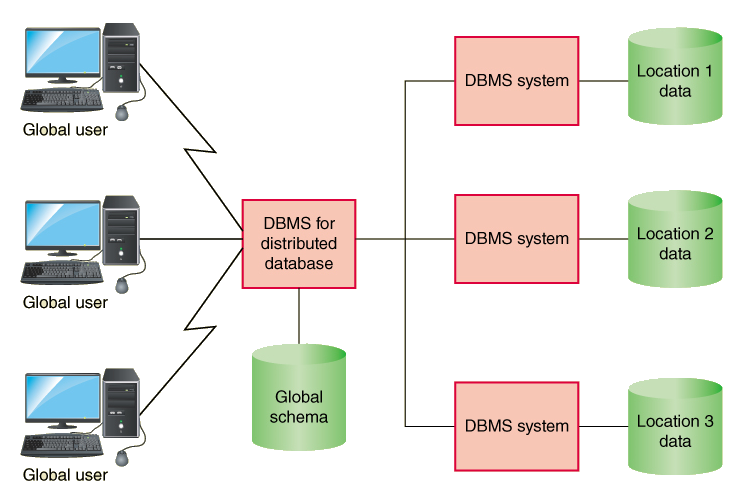 Global user
DBMS system
Location 1
data
Global user
DBMS for
distributed
database
DBMS system
Location 2
data
Global
schema
Global user
DBMS system
Location 3
data